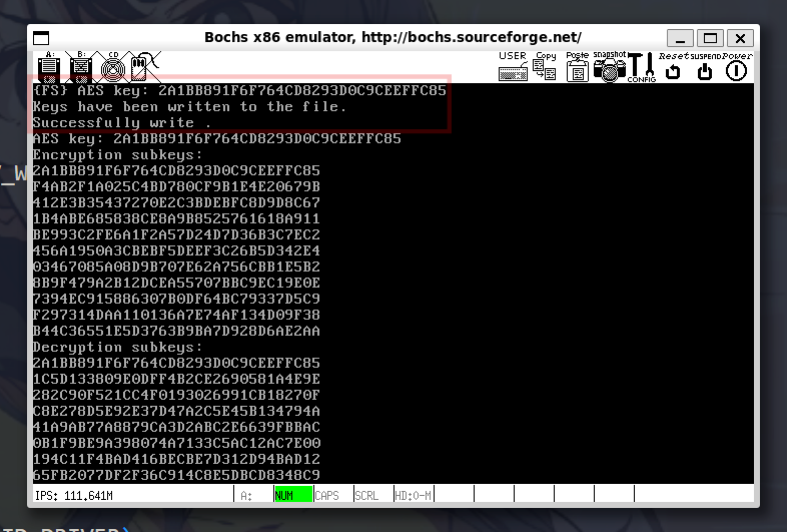 Bochs x86 emulator, http://bochs.sourceforge.net/
A: B: CD USER Copy Paste snapshot Reset SUSPEND Power
CONFIG
{FS} AES key: 2A1BB891F6F764CD8293D0C9CEEFFC85
Keys have been written to the file.
Successfully write .
AES key: 2A1BB891F6F764CD8293D0C9CEEFFC85
Encryption subkeys:
_W
2A1BB891F6F764CD8293D0C9CEEFFC85
F4AB2F1A025C4BD780CF9B1E4E20679B
412E3B35437270E2C3BDEBFC8D9D8C67
1B4ABE685838CE8A9B8525761618A911
BE993C2FE6A1F2A57D24D7D36B3C7EC2
456A1950A3CBEBF5DEEF3C26B5D342E4
03467085A08D9B707E62A756CBB1E5B2
8B9F479A2B12DCEA55707BBC9EC19E0E
7394EC915886307B0DF64BC79337D5C9
F297314DAA110136A7E74AF134D09F38
B44C36551E5D3763B9BA7D928D6AE2AA
Decryption subkeys:
2A1BB891F6F764CD8293D0C9CEEFFC85
1C5D133809E0DFF4B2CE2690581A4E9E
282C90F521CC4F0193026991CB18270F
C8E278D5E92E37D47A2C5E45B134794A
41A9AB77A8879CA3D2ABC2E6639FBBAC
0B1F9BE9A398074A7133C5AC12AC7E00
194C11F4BAD416BECBE7D312D94BAD12
65FB2077DF2F36C914C8E5DBCD8348C9
IPS: 111,641M A: NUM CAPS SCRL HD:0-M